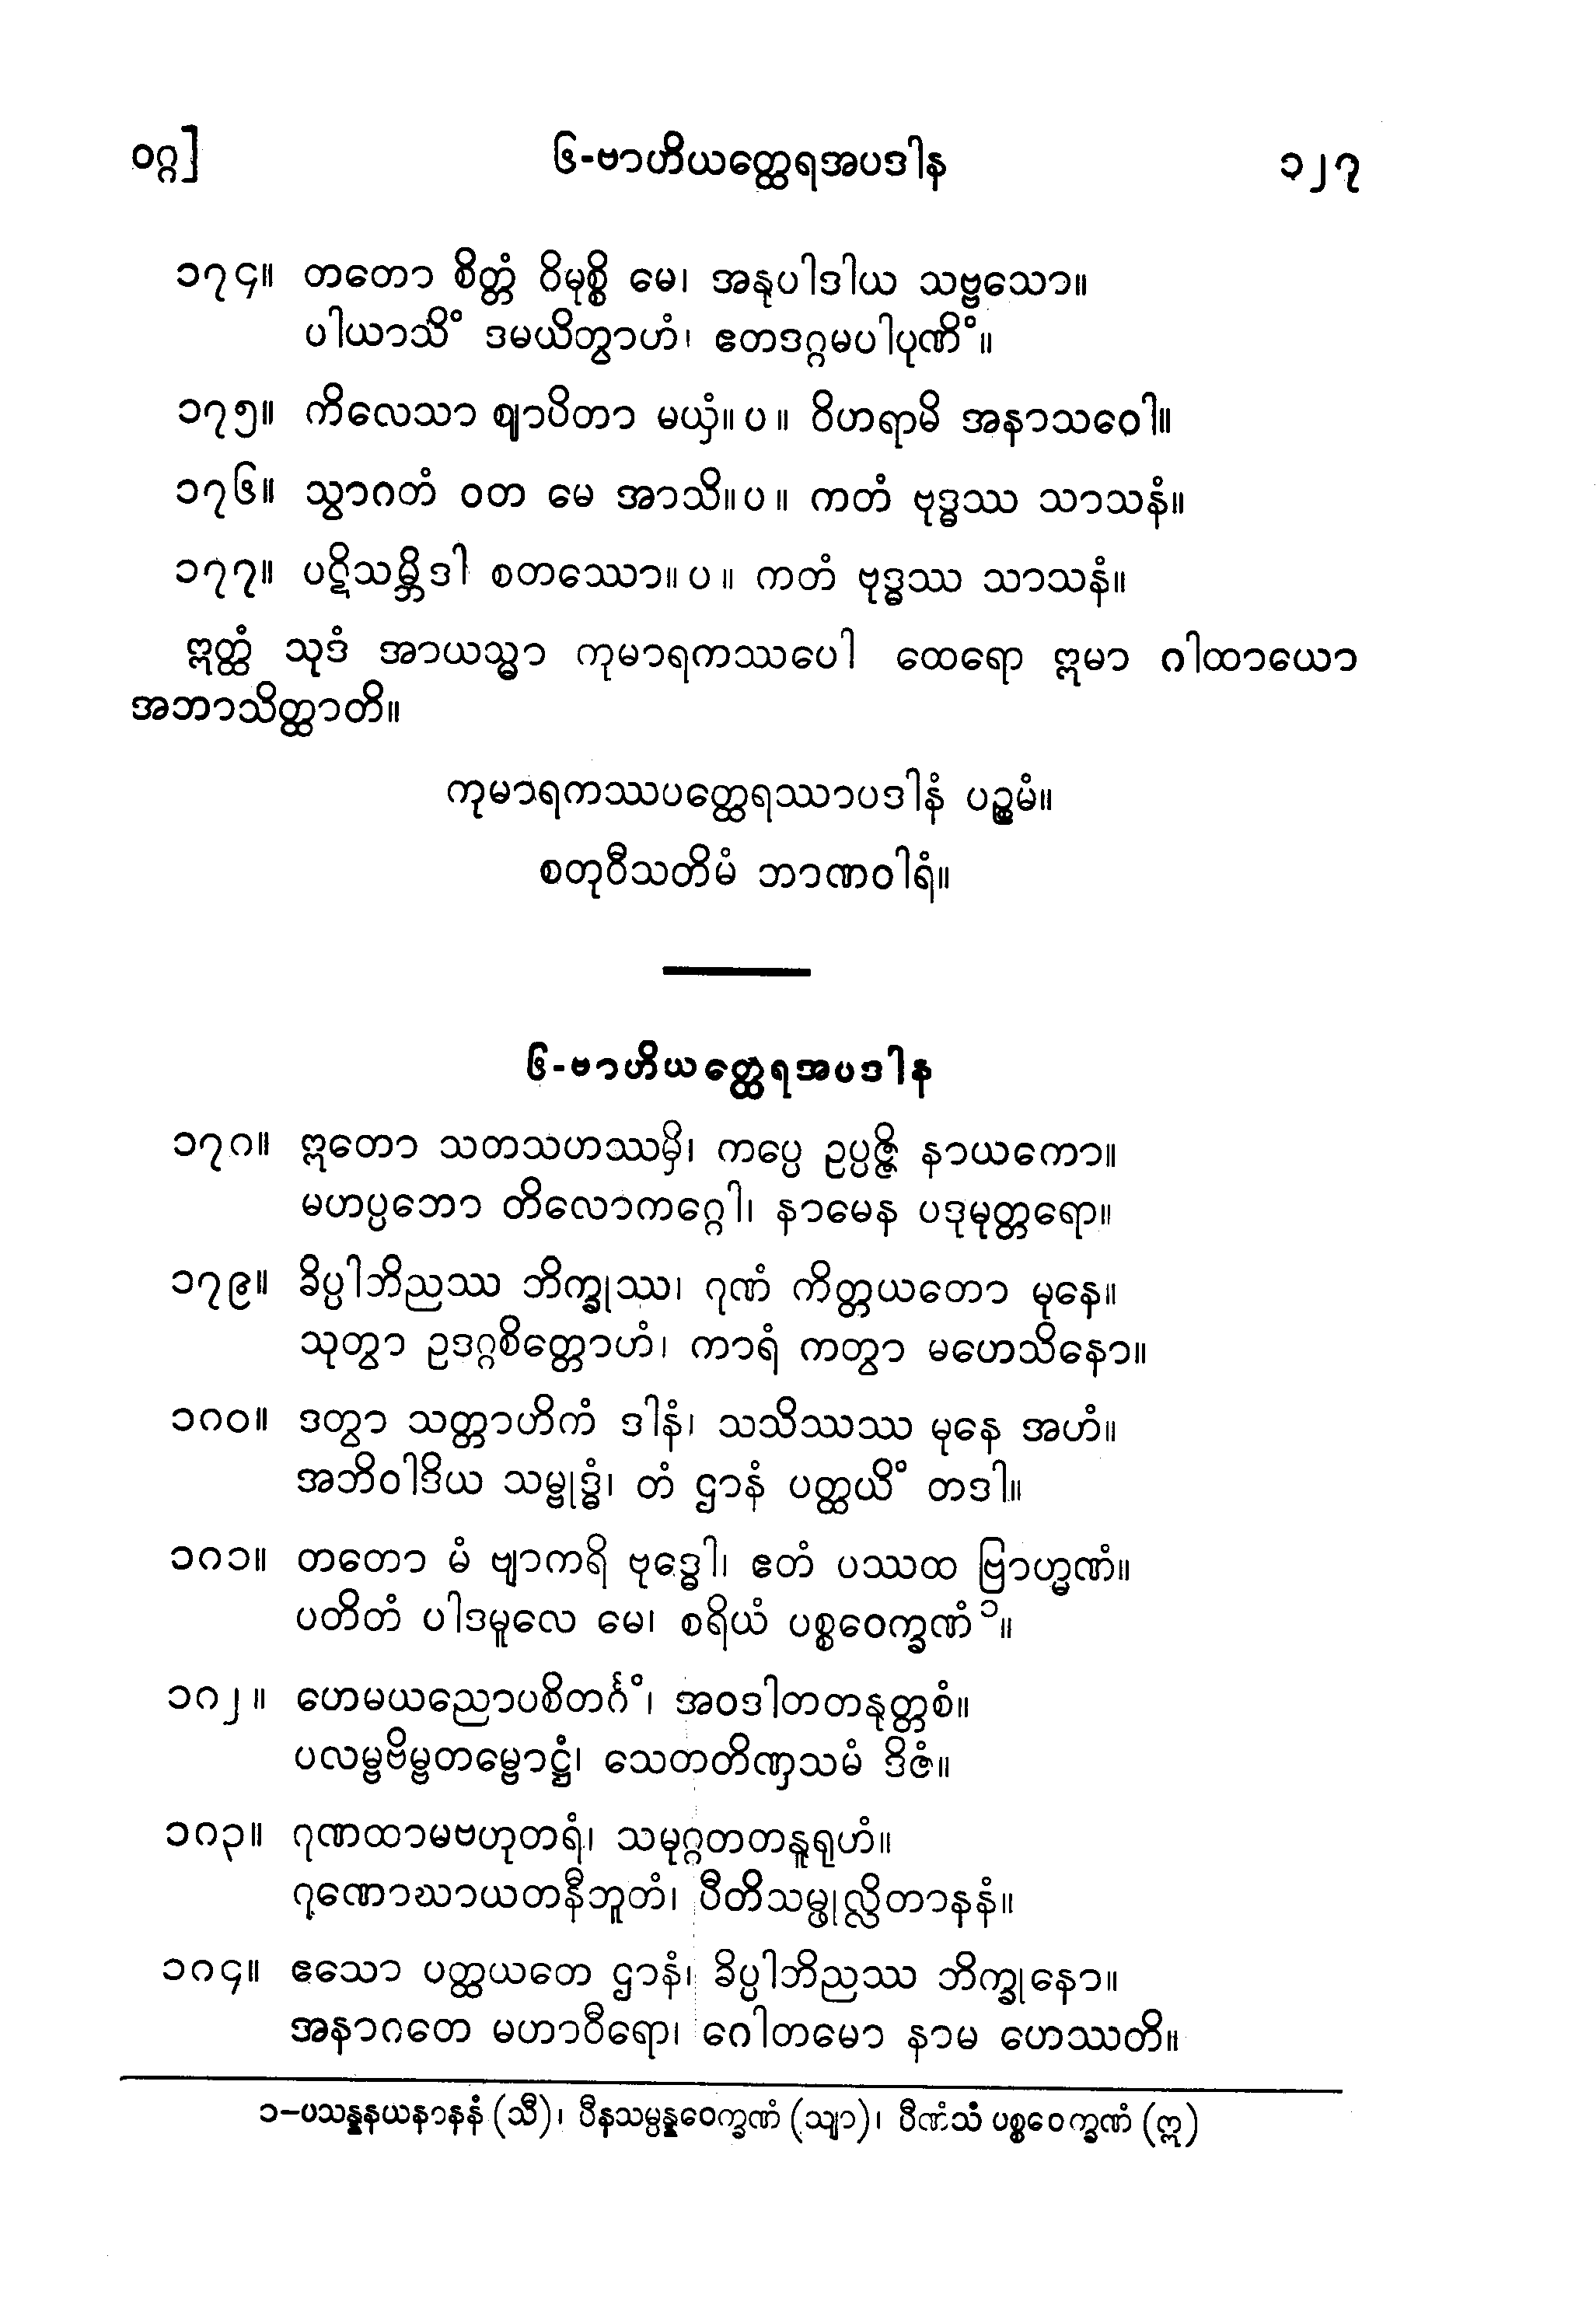 ဝဂ္ဂ]
၆-ဗာဟိယတ္ထေရအပဒါန
၁၂၇
၁၇၄။ တတော စိတ္တံ ဝိမုစ္စိ မေ၊ အနုပါဒါယ သဗ္ဗသော။
ပါယာသိံ ဒမယိတွာဟံ၊ ဧတဒဂ္ဂမပါပုဏိံ။
၁၇၅။ ကိလေသာ ဈာပိတာ မယှံ။ပ။ ဝိဟရာမိ အနာသဝေါ။
၁၇၆။ သွာဂတံ ဝတ မေ အာသိ။ပ။ ကတံ ဗုဒ္ဓဿ သာသနံ။
၁၇၇။ ပဋိသမ္ဘိဒါ စတဿော။ပ။ ကတံ ဗုဒ္ဓဿ သာသနံ။
ဣတ္ထံ သုဒံ အာယသ္မာ ကုမာရကဿပေါ ထေရော ဣမာ ဂါထာယော
အဘာသိတ္ထာတိ။
ကုမာရကဿပတ္ထေရဿာပဒါနံ ပဉ္စမံ။
စတုဝီသတိမံ ဘာဏဝါရံ။
၆-ဗာဟိယတ္ထေရအပဒါန
၁၇၈။ ဣတော သတသဟဿမှိ၊ ကပ္ပေ ဥပ္ပဇ္ဇိ နာယကော။
မဟပ္ပဘော တိလောကဂ္ဂေါ၊ နာမေန ပဒုမုတ္တရော။
၁၇၉။ ခိပ္ပါဘိညဿ ဘိက္ခုဿ၊ ဂုဏံ ကိတ္တယတော မုနေ။
သုတွာ ဥဒဂ္ဂစိတ္တောဟံ၊ ကာရံ ကတွာ မဟေသိနော။
၁၈၀။ ဒတွာ သတ္တာဟိကံ ဒါနံ၊ သသိဿဿ မုနေ အဟံ။
အဘိဝါဒိယ သမ္ဗုဒ္ဓံ၊ တံ ဌာနံ ပတ္ထယိံ တဒါ။
၁၈၁။ တတော မံ ဗျာကရိ ဗုဒ္ဓေါ၊ ဧတံ ပဿထ ဗြာဟ္မဏံ။
ပတိတံ ပါဒမူလေ မေ၊ စရိယံ ပစ္စဝေက္ခဏံ၁။
၁၈၂။ ဟေမယညောပစိတင်္ဂံ၊ အဝဒါတတနုတ္တစံ။
ပလမ္ဗဗိမ္ဗတမ္ဗောဋ္ဌံ၊ သေတတိဏှသမံ ဒိဇံ။
၁၈၃။ ဂုဏထာမဗဟုတရံ၊ သမုဂ္ဂတတနူရုဟံ။
ဂုဏောဃာယတနီဘူတံ၊ ပီတိသမ္ဖုလ္လိတာနနံ။
၁၈၄။ ဧသော ပတ္ထယတေ ဌာနံ၊ ခိပ္ပါဘိညဿ ဘိက္ခုနော။
အနာဂတေ မဟာဝီရော၊ ဂေါတမော နာမ ဟေဿတိ။
၁–ပသန္နနယနာနနံ (သီ)၊ ပီနသမ္ပန္နဝေက္ခဏံ (သျာ)၊ ပီဏံသံ ပစ္စဝေက္ခဏံ (ဣ)